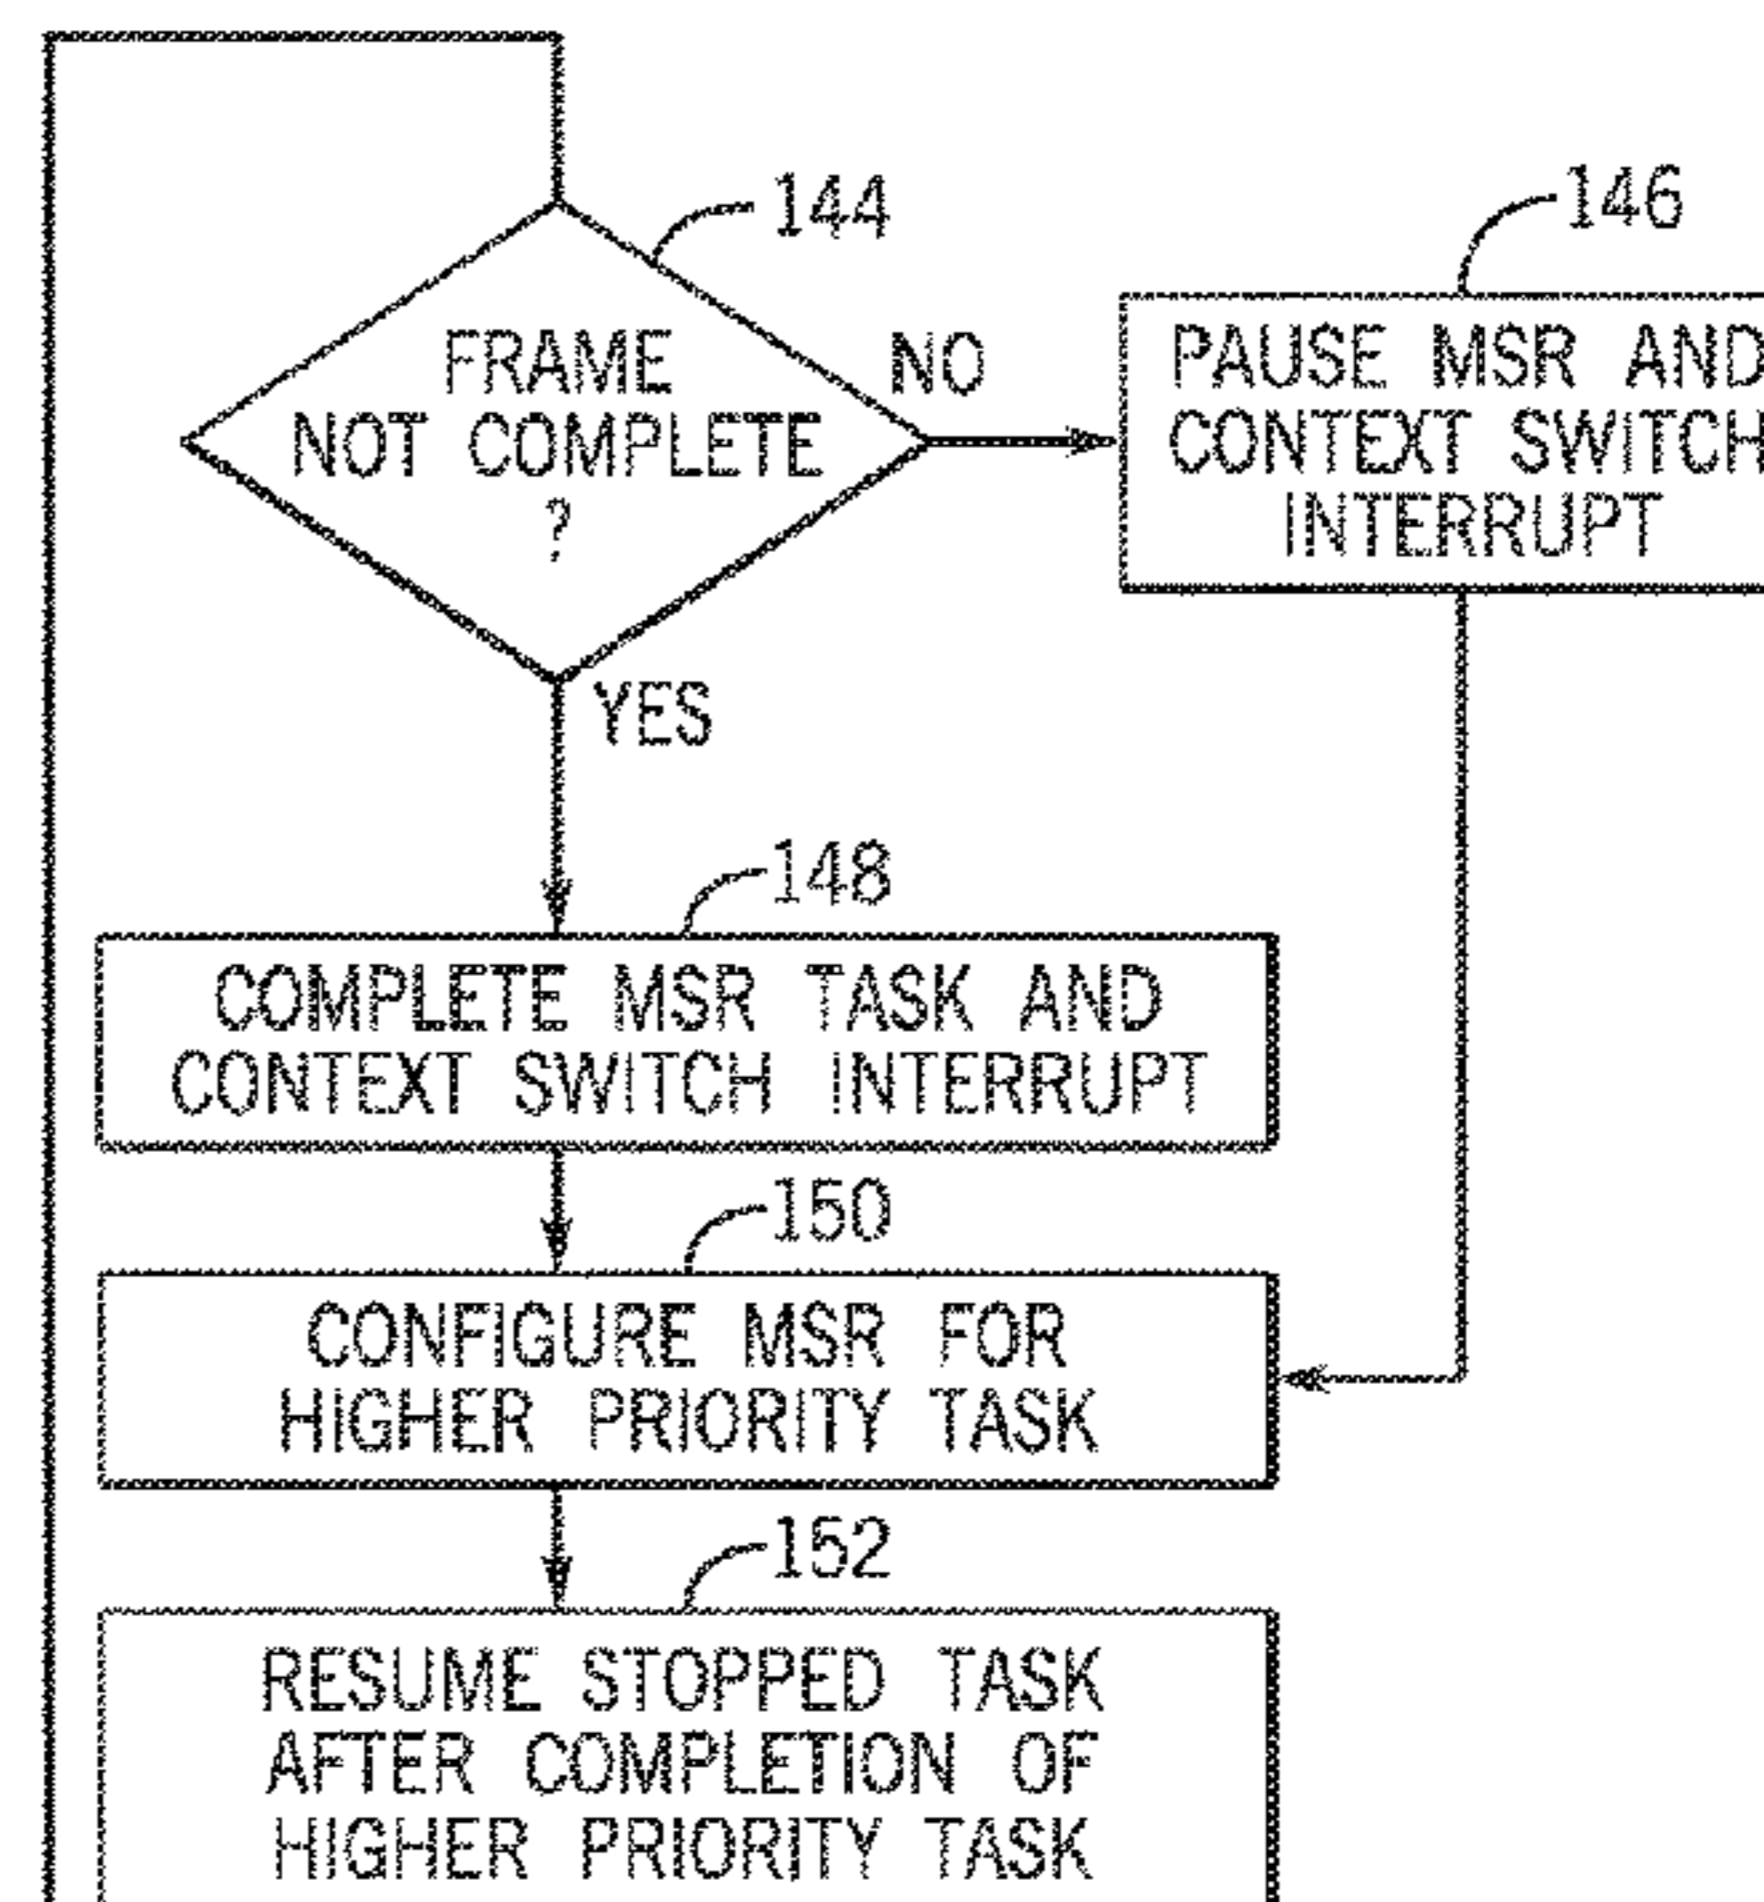 144
FRAME
NOT COMPLETE
?
NO
YES
146
PAUSE MSR AND
CONTEXT SWITCH
INTERRUPT
148
COMPLETE MSR TASK AND
CONTEXT SWITCH INTERRUPT
150
CONFIGURE MSR FOR
HIGHER PRIORITY TASK
152
RESUME STOPPED TASK
AFTER COMPLETION OF
HIGHER PRIORITY TASK